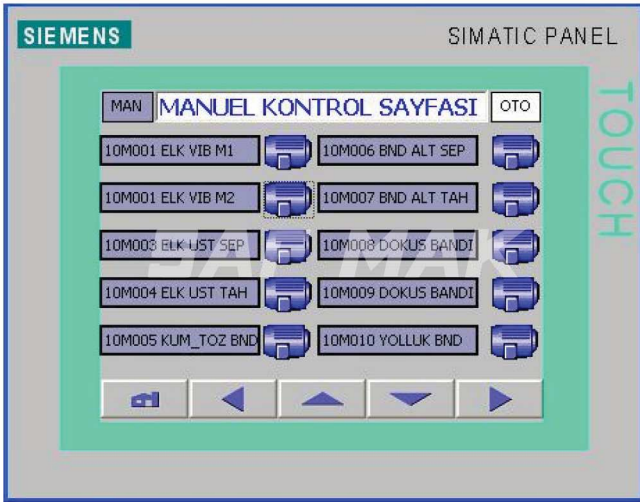 SIEMENS SIMATIC PANEL
TOUCH
MAN MANUEL KONTROL SAYFASI OTO
10M001 ELK VIB M1 10M006 BND ALT SEP
10M001 ELK VIB M2 10M007 BND ALT TAH
10M003 ELK UST SEP 10M008 DOKUS BANDI
10M004 ELK UST TAH 10M009 DOKUS BANDI
10M005 KUM_TOZ BND 10M010 YOLLUK BND